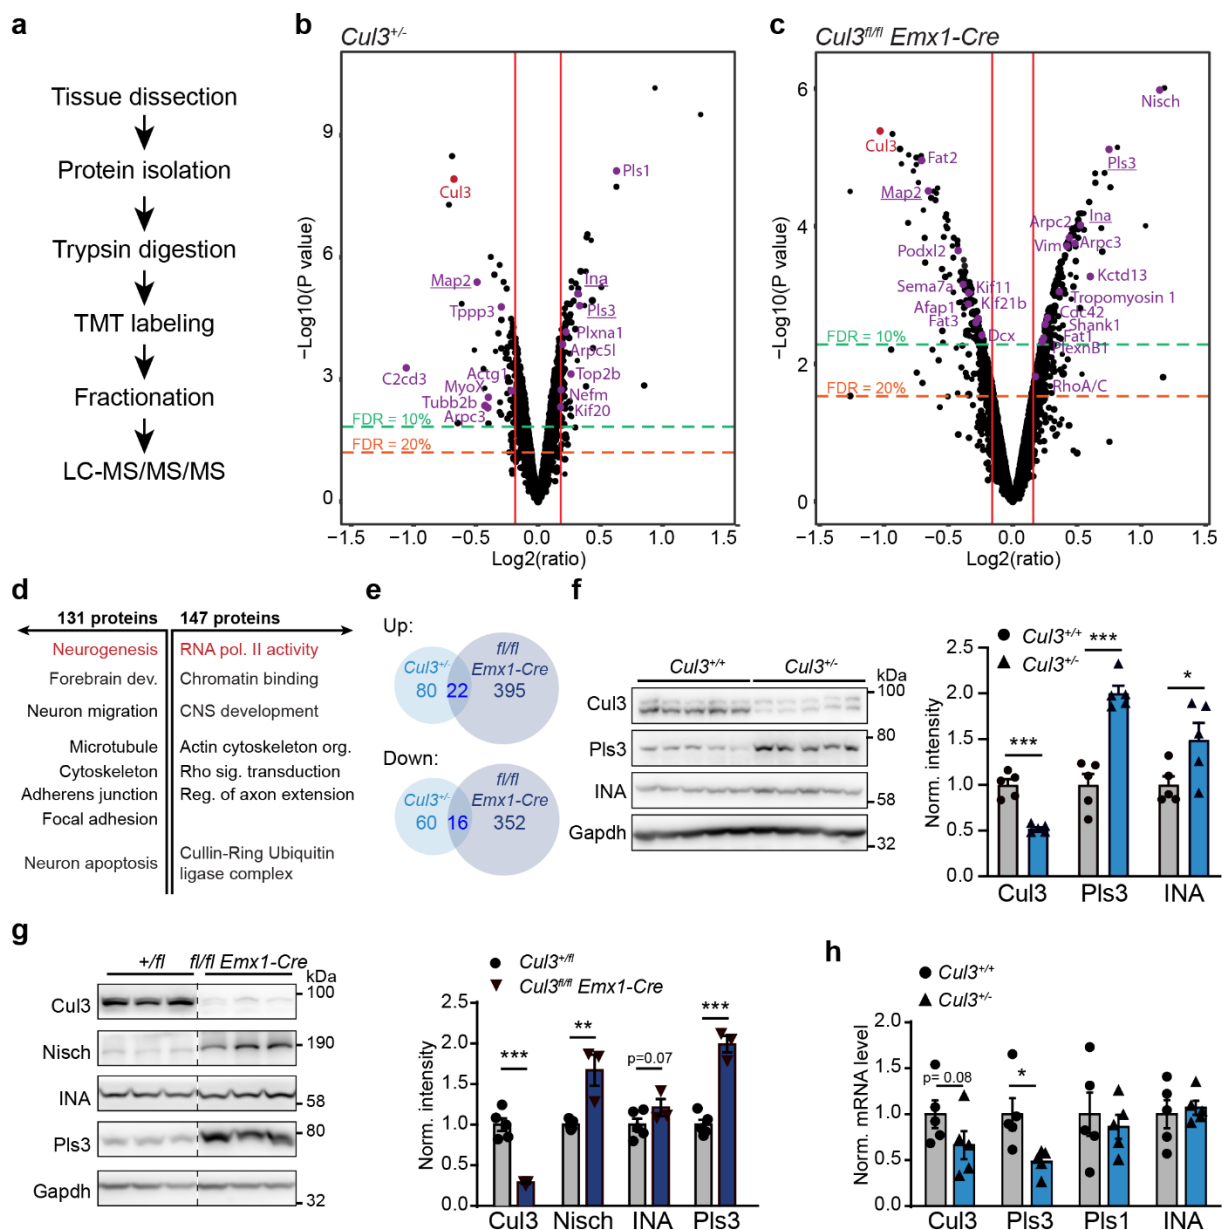 a
Tissue dissection
Protein isolation
Trypsin digestion
TMT labeling
Fractionation
LC-MS/MS/MS
b
Cul3+/-
−Log10(P value)
9
6
3
0
Cul3
Pls1
Map2
Tppp3
Ina
Pls3
Plxna1
Arpc5l
C2cd3
Actg1
MyoX
Tubb2b
Arpc3
Top2b
Nefm
Kif20
FDR = 10%
FDR = 20%
−1.5 −1.0 −0.5 0.0 0.5 1.0 1.5
Log2(ratio)
c
Cul3fl/fl Emx1-Cre
−Log10(P value)
6
4
2
0
Nisch
Cul3
Fat2
Pls3
Map2
Ina
Arpc2
Vim
Arpc3
Podxl2
Kctd13
Sema7a
Kif11
Tropomyosin 1
Afap1
Kif21b
Cdc42
Fat3
Shank1
Dcx
Fat1
PlexnB1
RhoA/C
FDR = 10%
FDR = 20%
−1.5 −1.0 −0.5 0.0 0.5 1.0 1.5
Log2(ratio)
d
131 proteins 147 proteins
Neurogenesis RNA pol. II activity
Forebrain dev. Chromatin binding
Neuron migration CNS development
Microtubule Actin cytoskeleton org.
Cytoskeleton Rho sig. transduction
Adherens junction Reg. of axon extension
Focal adhesion
Neuron apoptosis Cullin-Ring Ubiquitin
ligase complex
e
Up:
Cul3+/-
80 22 395
fl/fl
Emx1-Cre
Down:
Cul3+/-
60 16 352
fl/fl
Emx1-Cre
f
Cul3+/+ Cul3+/- kDa
Cul3 100
Pls3 80
INA 58
Gapdh 32
Cul3+/+
Cul3+/-
Norm. intensity
2.5
2.0
1.5
1.0
0.5
0.0
*** *** *
Cul3 Pls3 INA
g
+/fl fl/fl Emx1-Cre
kDa
Cul3 100
Nisch 190
INA 58
Pls3 80
Gapdh 32
Cul3+/fl
Cul3fl/fl Emx1-Cre
Norm. intensity
2.5
2.0
1.5
1.0
0.5
0.0
*** ** p=0.07 ***
Cul3 Nisch INA Pls3
h
Cul3+/+
Cul3+/-
Norm. mRNA level
2.0
1.5
1.0
0.5
0.0
p= 0.08 *
Cul3 Pls3 Pls1 INA